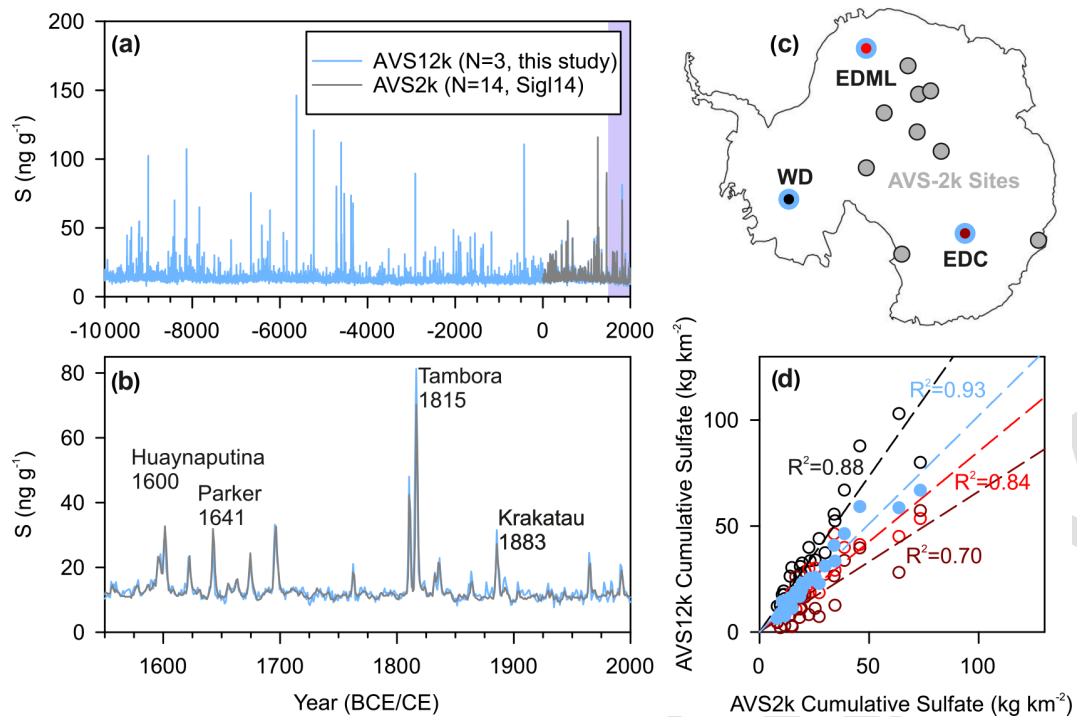 (a)
S (ng g⁻¹)
200
150
100
50
0
AVS12k (N=3, this study)
AVS2k (N=14, Sigl14)
-10000 -8000 -6000 -4000 -2000 0 2000
(b)
S (ng g⁻¹)
80
60
40
20
0
Huaynaputina
1600
Parker
1641
Tambora
1815
Krakatau
1883
1600 1700 1800 1900 2000
Year (BCE/CE)
(c)
EDML
WD
AVS-2k Sites
EDC
(d)
AVS12k Cumulative Sulfate (kg km⁻²)
100
50
0
R²=0.93
R²=0.88
R²=0.84
R²=0.70
0 50 100
AVS2k Cumulative Sulfate (kg km⁻²)